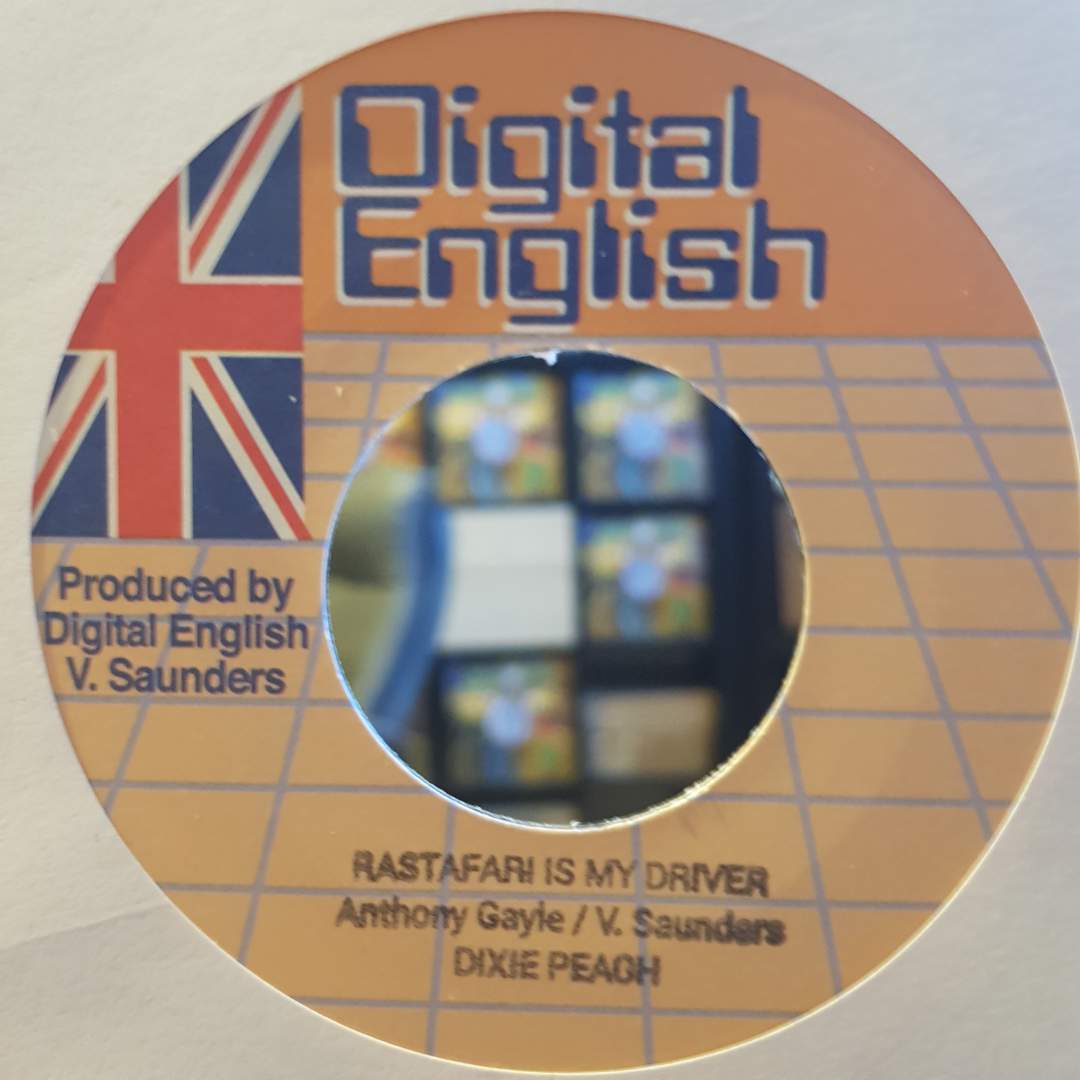 Digital
English
Produced by
Digital English
V. Saunders
RASTAFARI IS MY DRIVER
Anthony Gayle / V. Saunders
DIXIE PEACH